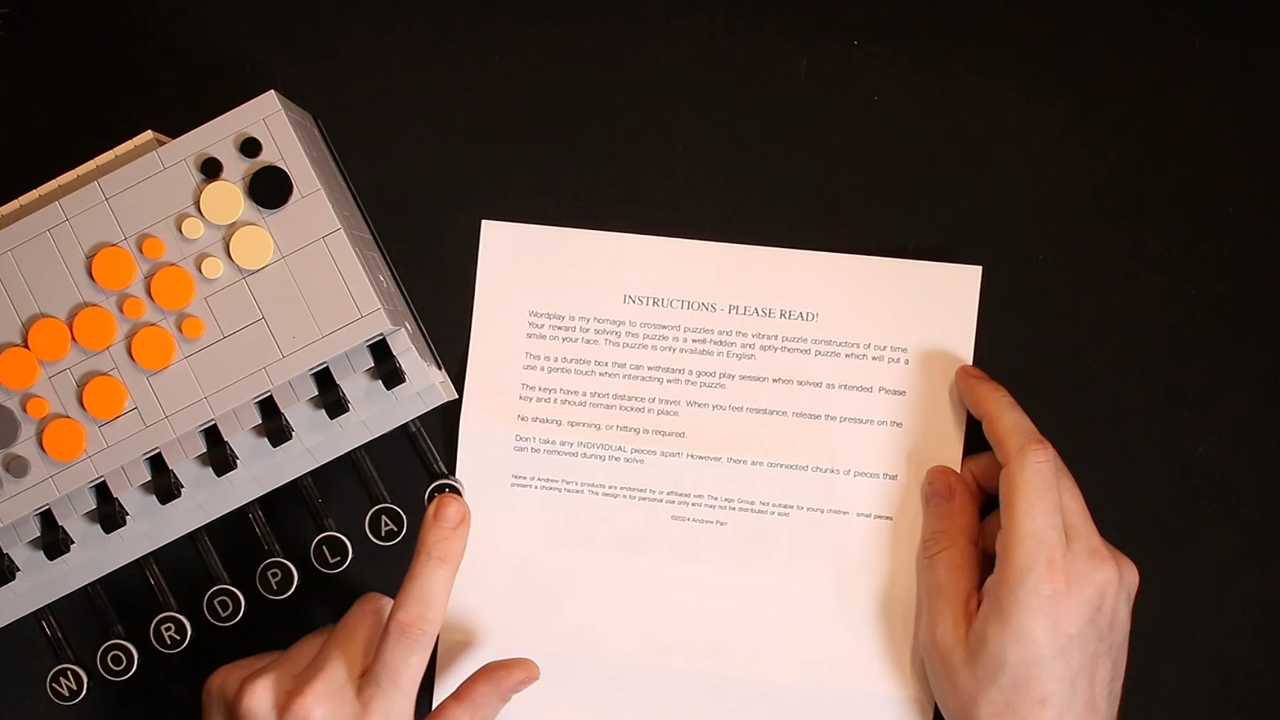 INSTRUCTIONS - PLEASE READ!
Wordplay is my homage to crossword puzzles and the vibrant puzzle constructors of our time.
Your reward for solving this puzzle is a well-hidden and aptly-themed puzzle which will put a
smile on your face. This puzzle is only available in English.
This is a durable box that can withstand a good play session when solved as intended. Please
use a gentle touch when interacting with the puzzle.
The keys have a short distance of travel. When you feel resistance, release the pressure on the
key and it should remain locked in place.
No shaking, spinning, or hitting is required.
Don't take any INDIVIDUAL pieces apart! However, there are connected chunks of pieces that
can be removed during the solve...
None of Andrew Parr's products are endorsed by or affiliated with The Lego Group. Not suitable for young children - small pieces
present a choking hazard. This design is for personal use only and may not be distributed or sold.
©2024 Andrew Parr
W O R D P L A